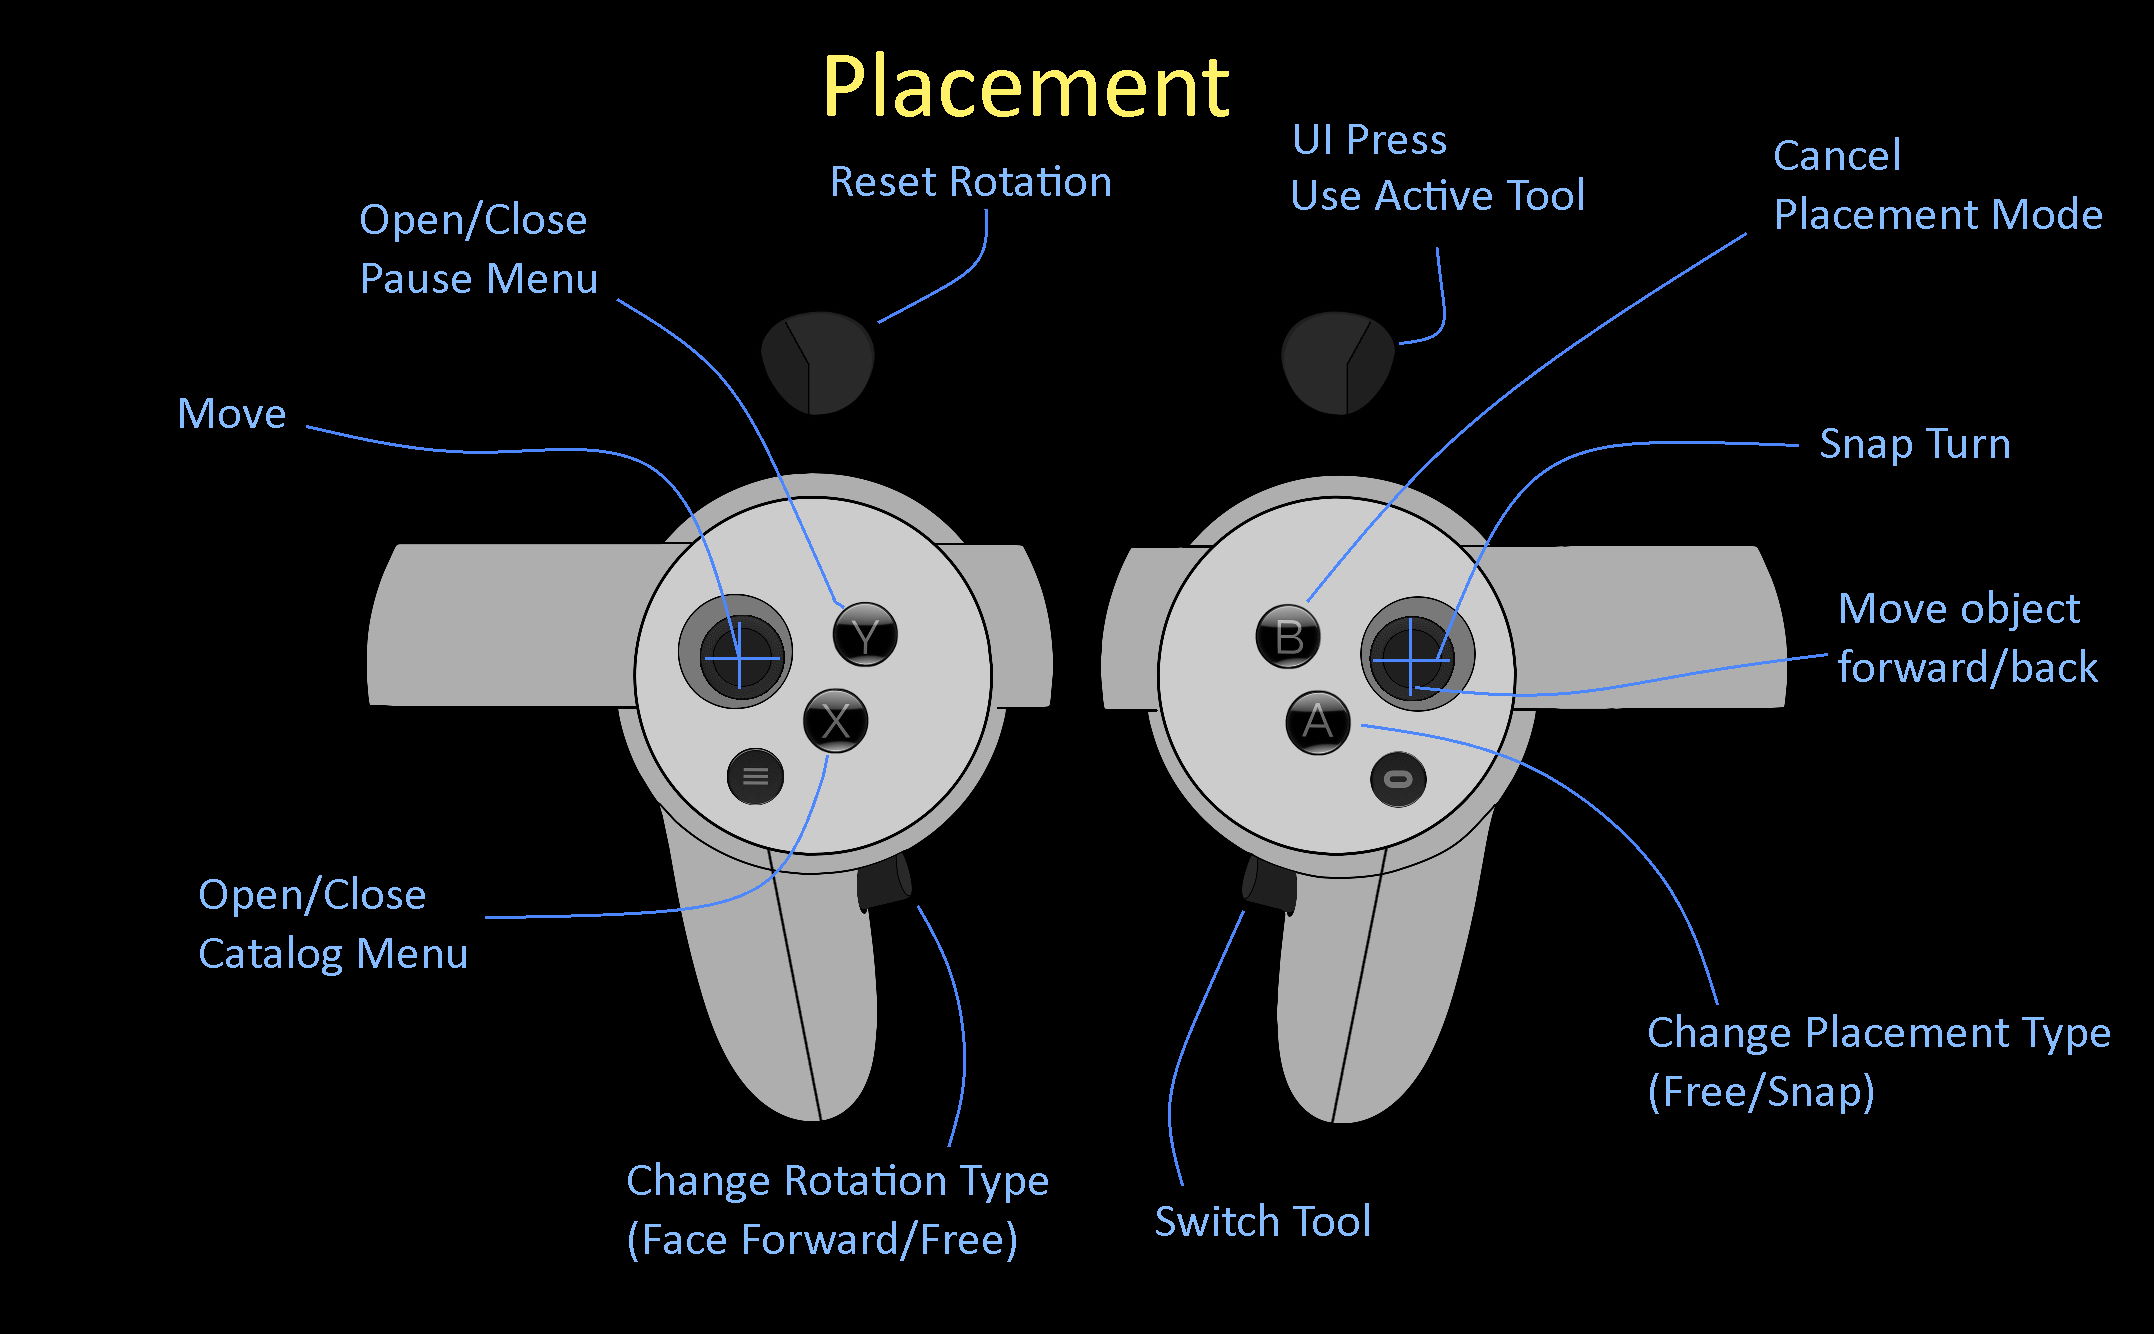 Placement
UI Press
Use Active Tool
Cancel
Placement Mode
Reset Rotation
Open/Close
Pause Menu
Move
Snap Turn
Move object
forward/back
Y
B
X
A
Open/Close
Catalog Menu
Change Placement Type
(Free/Snap)
Change Rotation Type
(Face Forward/Free)
Switch Tool